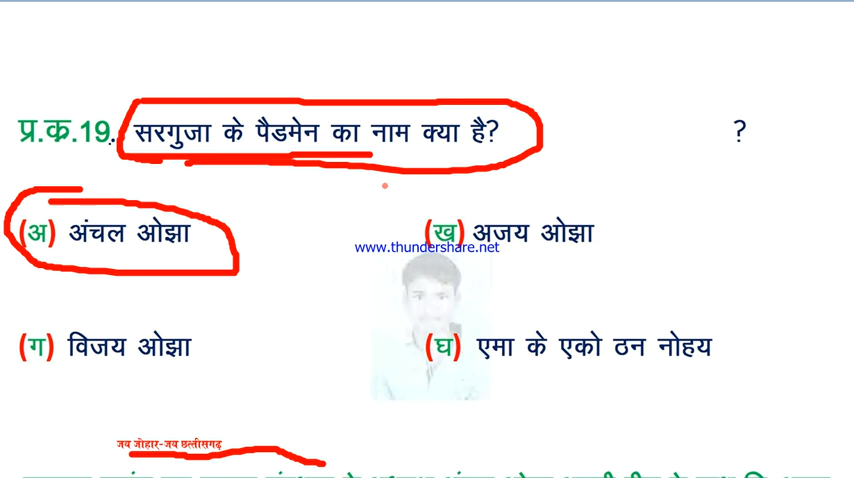 प्र.क.19. सरगुजा के पैडमेन का नाम क्या है? ?
(अ) अंचल ओझा (ख) अजय ओझा
www.thundershare.net
(ग) विजय ओझा (घ) एमा के एको ठन नोहय
जय जोहार-जय छत्तीसगढ़